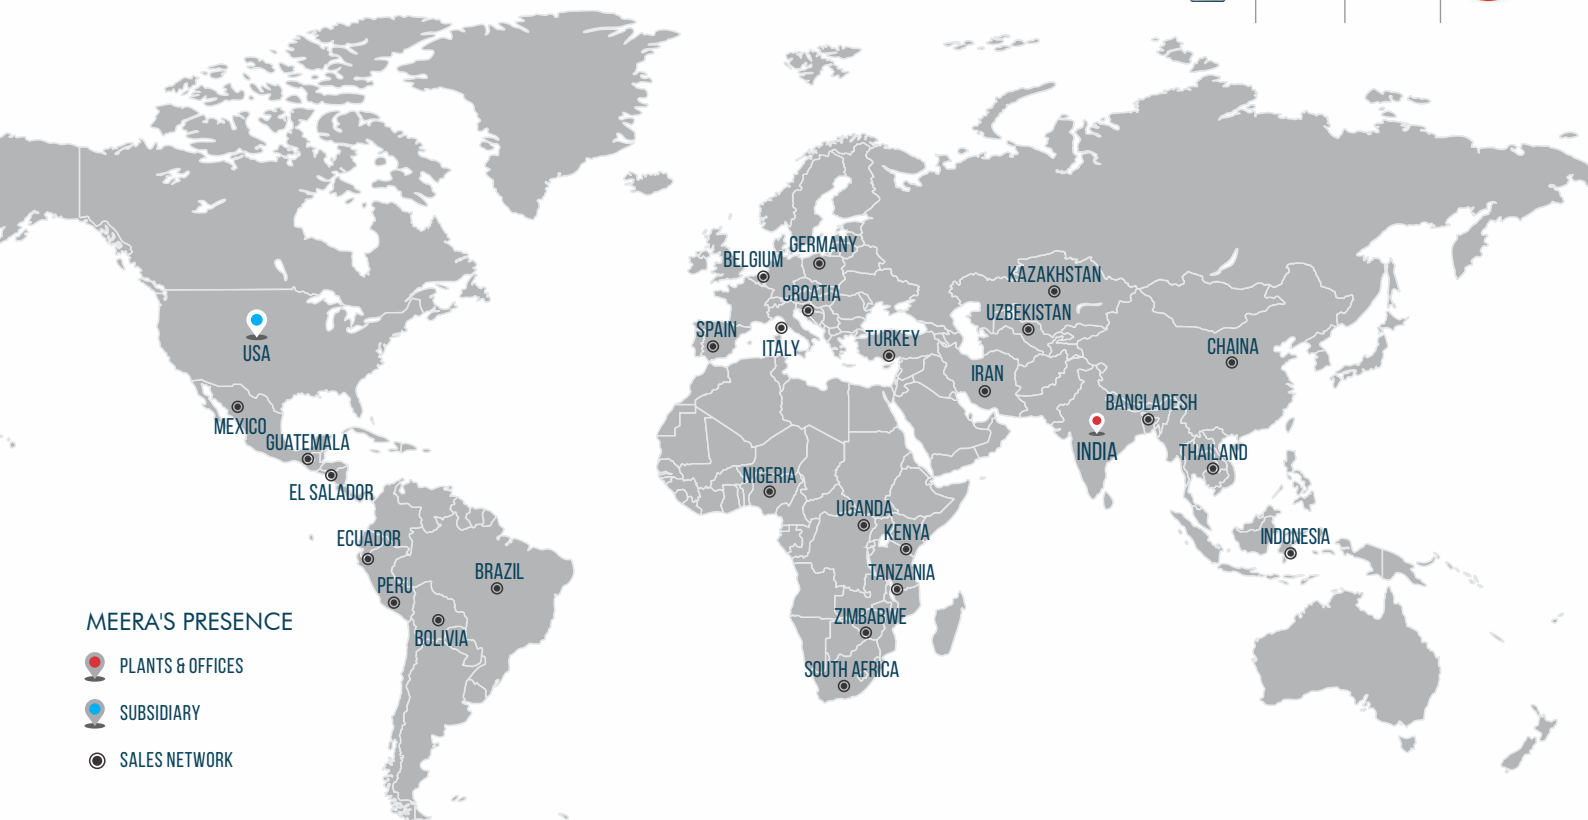 GERMANY
BELGIUM
KAZAKHSTAN
CROATIA
UZBEKISTAN
SPAIN
TURKEY
ITALY
CHAINA
USA
IRAN
BANGLADESH
MEXICO
GUATEMALA
INDIA
THAILAND
NIGERIA
EL SALADOR
UGANDA
KENYA
ECUADOR
INDONESIA
BRAZIL
TANZANIA
PERU
ZIMBABWE
BOLIVIA
SOUTH AFRICA
MEERA'S PRESENCE
PLANTS & OFFICES
SUBSIDIARY
SALES NETWORK